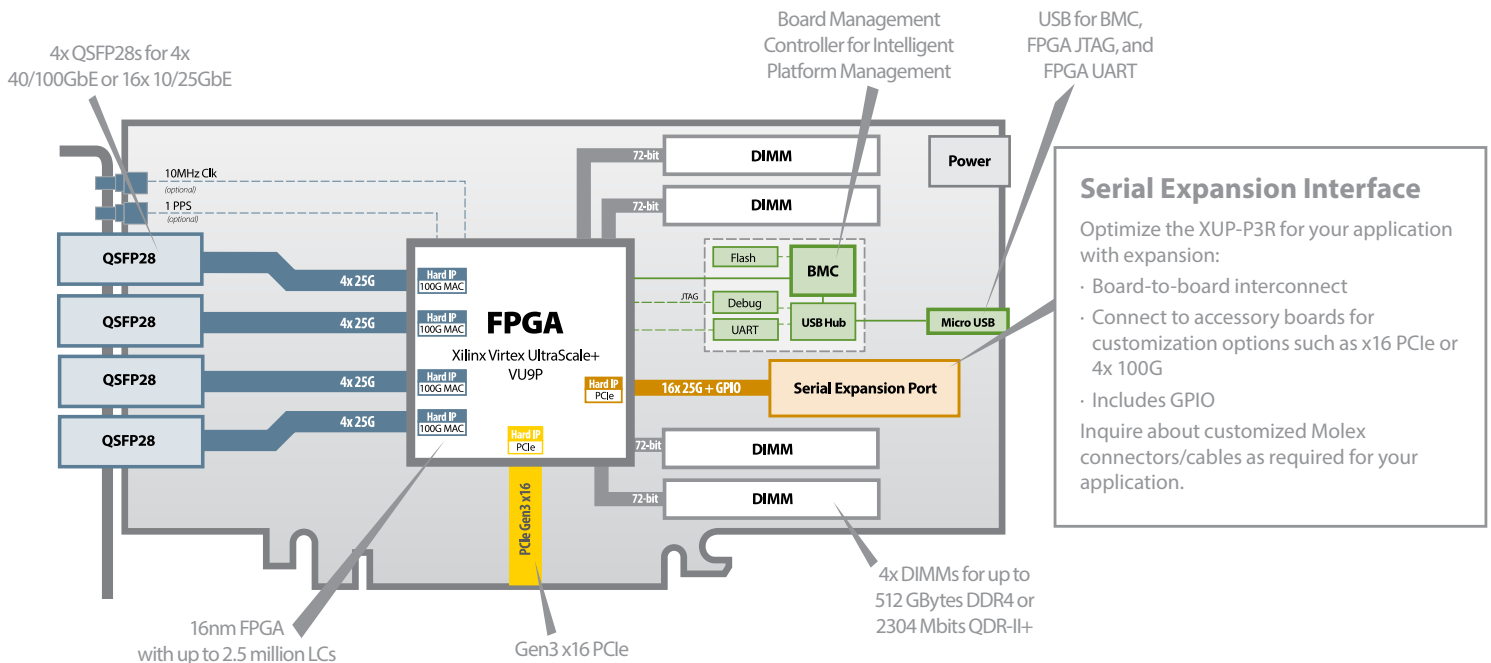 4x QSFP28s for 4x
40/100GbE or 16x 10/25GbE
Board Management
Controller for Intelligent
Platform Management
USB for BMC,
FPGA JTAG, and
FPGA UART
10MHz Clk
(optional)
1 PPS
(optional)
QSFP28
QSFP28
QSFP28
QSFP28
4x 25G
4x 25G
4x 25G
4x 25G
Hard IP
100G MAC
Hard IP
100G MAC
Hard IP
100G MAC
Hard IP
100G MAC
FPGA
Xilinx Virtex UltraScale+
VU9P
Hard IP
PCIe
Hard IP
PCIe
PCIe Gen3 x16
72-bit
DIMM
72-bit
DIMM
Power
Flash
BMC
JTAG
Debug
UART
USB Hub
Micro USB
16x 25G + GPIO
Serial Expansion Port
72-bit
DIMM
72-bit
DIMM
Serial Expansion Interface
Optimize the XUP-P3R for your application
with expansion:
· Board-to-board interconnect
· Connect to accessory boards for
customization options such as x16 PCIe or
4x 100G
· Includes GPIO
Inquire about customized Molex
connectors/cables as required for your
application.
16nm FPGA
with up to 2.5 million LCs
Gen3 x16 PCIe
4x DIMMs for up to
512 GBytes DDR4 or
2304 Mbits QDR-II+